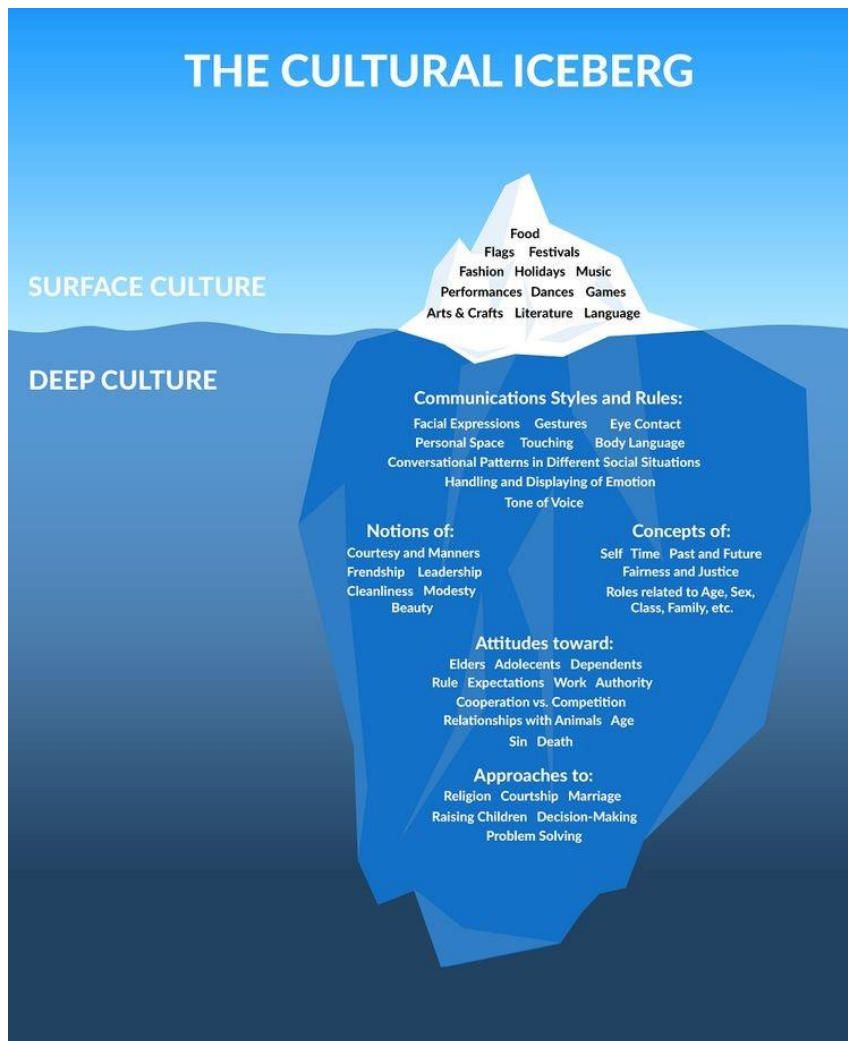 THE CULTURAL ICEBERG
Food
Flags Festivals
Fashion Holidays Music
Performances Dances Games
Arts & Crafts Literature Language
SURFACE CULTURE
DEEP CULTURE
Communications Styles and Rules:
Facial Expressions Gestures Eye Contact
Personal Space Touching Body Language
Conversational Patterns in Different Social Situations
Handling and Displaying of Emotion
Tone of Voice
Notions of:
Courtesy and Manners
Frendship Leadership
Cleanliness Modesty
Beauty
Concepts of:
Self Time Past and Future
Fairness and Justice
Roles related to Age, Sex,
Class, Family, etc.
Attitudes toward:
Elders Adolecents Dependents
Rule Expectations Work Authority
Cooperation vs. Competition
Relationships with Animals Age
Sin Death
Approaches to:
Religion Courtship Marriage
Raising Children Decision-Making
Problem Solving